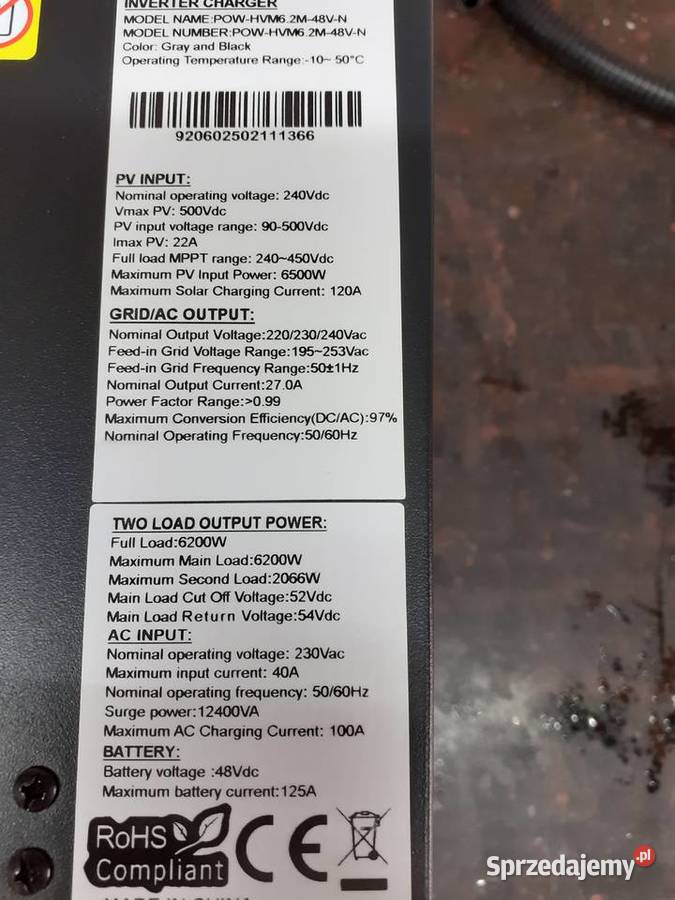 INVERTER CHARGER
MODEL NAME:POW-HVM6.2M-48V-N
MODEL NUMBER:POW-HVM6.2M-48V-N
Color: Gray and Black
Operating Temperature Range:-10~ 50°C
920602502111366
PV INPUT:
Nominal operating voltage: 240Vdc
Vmax PV: 500Vdc
PV input voltage range: 90-500Vdc
Imax PV: 22A
Full load MPPT range: 240~450Vdc
Maximum PV Input Power: 6500W
Maximum Solar Charging Current: 120A
GRID/AC OUTPUT:
Nominal Output Voltage:220/230/240Vac
Feed-in Grid Voltage Range:195~253Vac
Feed-in Grid Frequency Range:50±1Hz
Nominal Output Current:27.0A
Power Factor Range:>0.99
Maximum Conversion Efficiency(DC/AC):97%
Nominal Operating Frequency:50/60Hz
TWO LOAD OUTPUT POWER:
Full Load:6200W
Maximum Main Load:6200W
Maximum Second Load:2066W
Main Load Cut Off Voltage:52Vdc
Main Load Return Voltage:54Vdc
AC INPUT:
Nominal operating voltage: 230Vac
Maximum input current: 40A
Nominal operating frequency: 50/60Hz
Surge power:12400VA
Maximum AC Charging Current: 100A
BATTERY:
Battery voltage :48Vdc
Maximum battery current:125A
RoHS
Compliant
CE
MADE IN CHINA
Sprzedajemy.pl